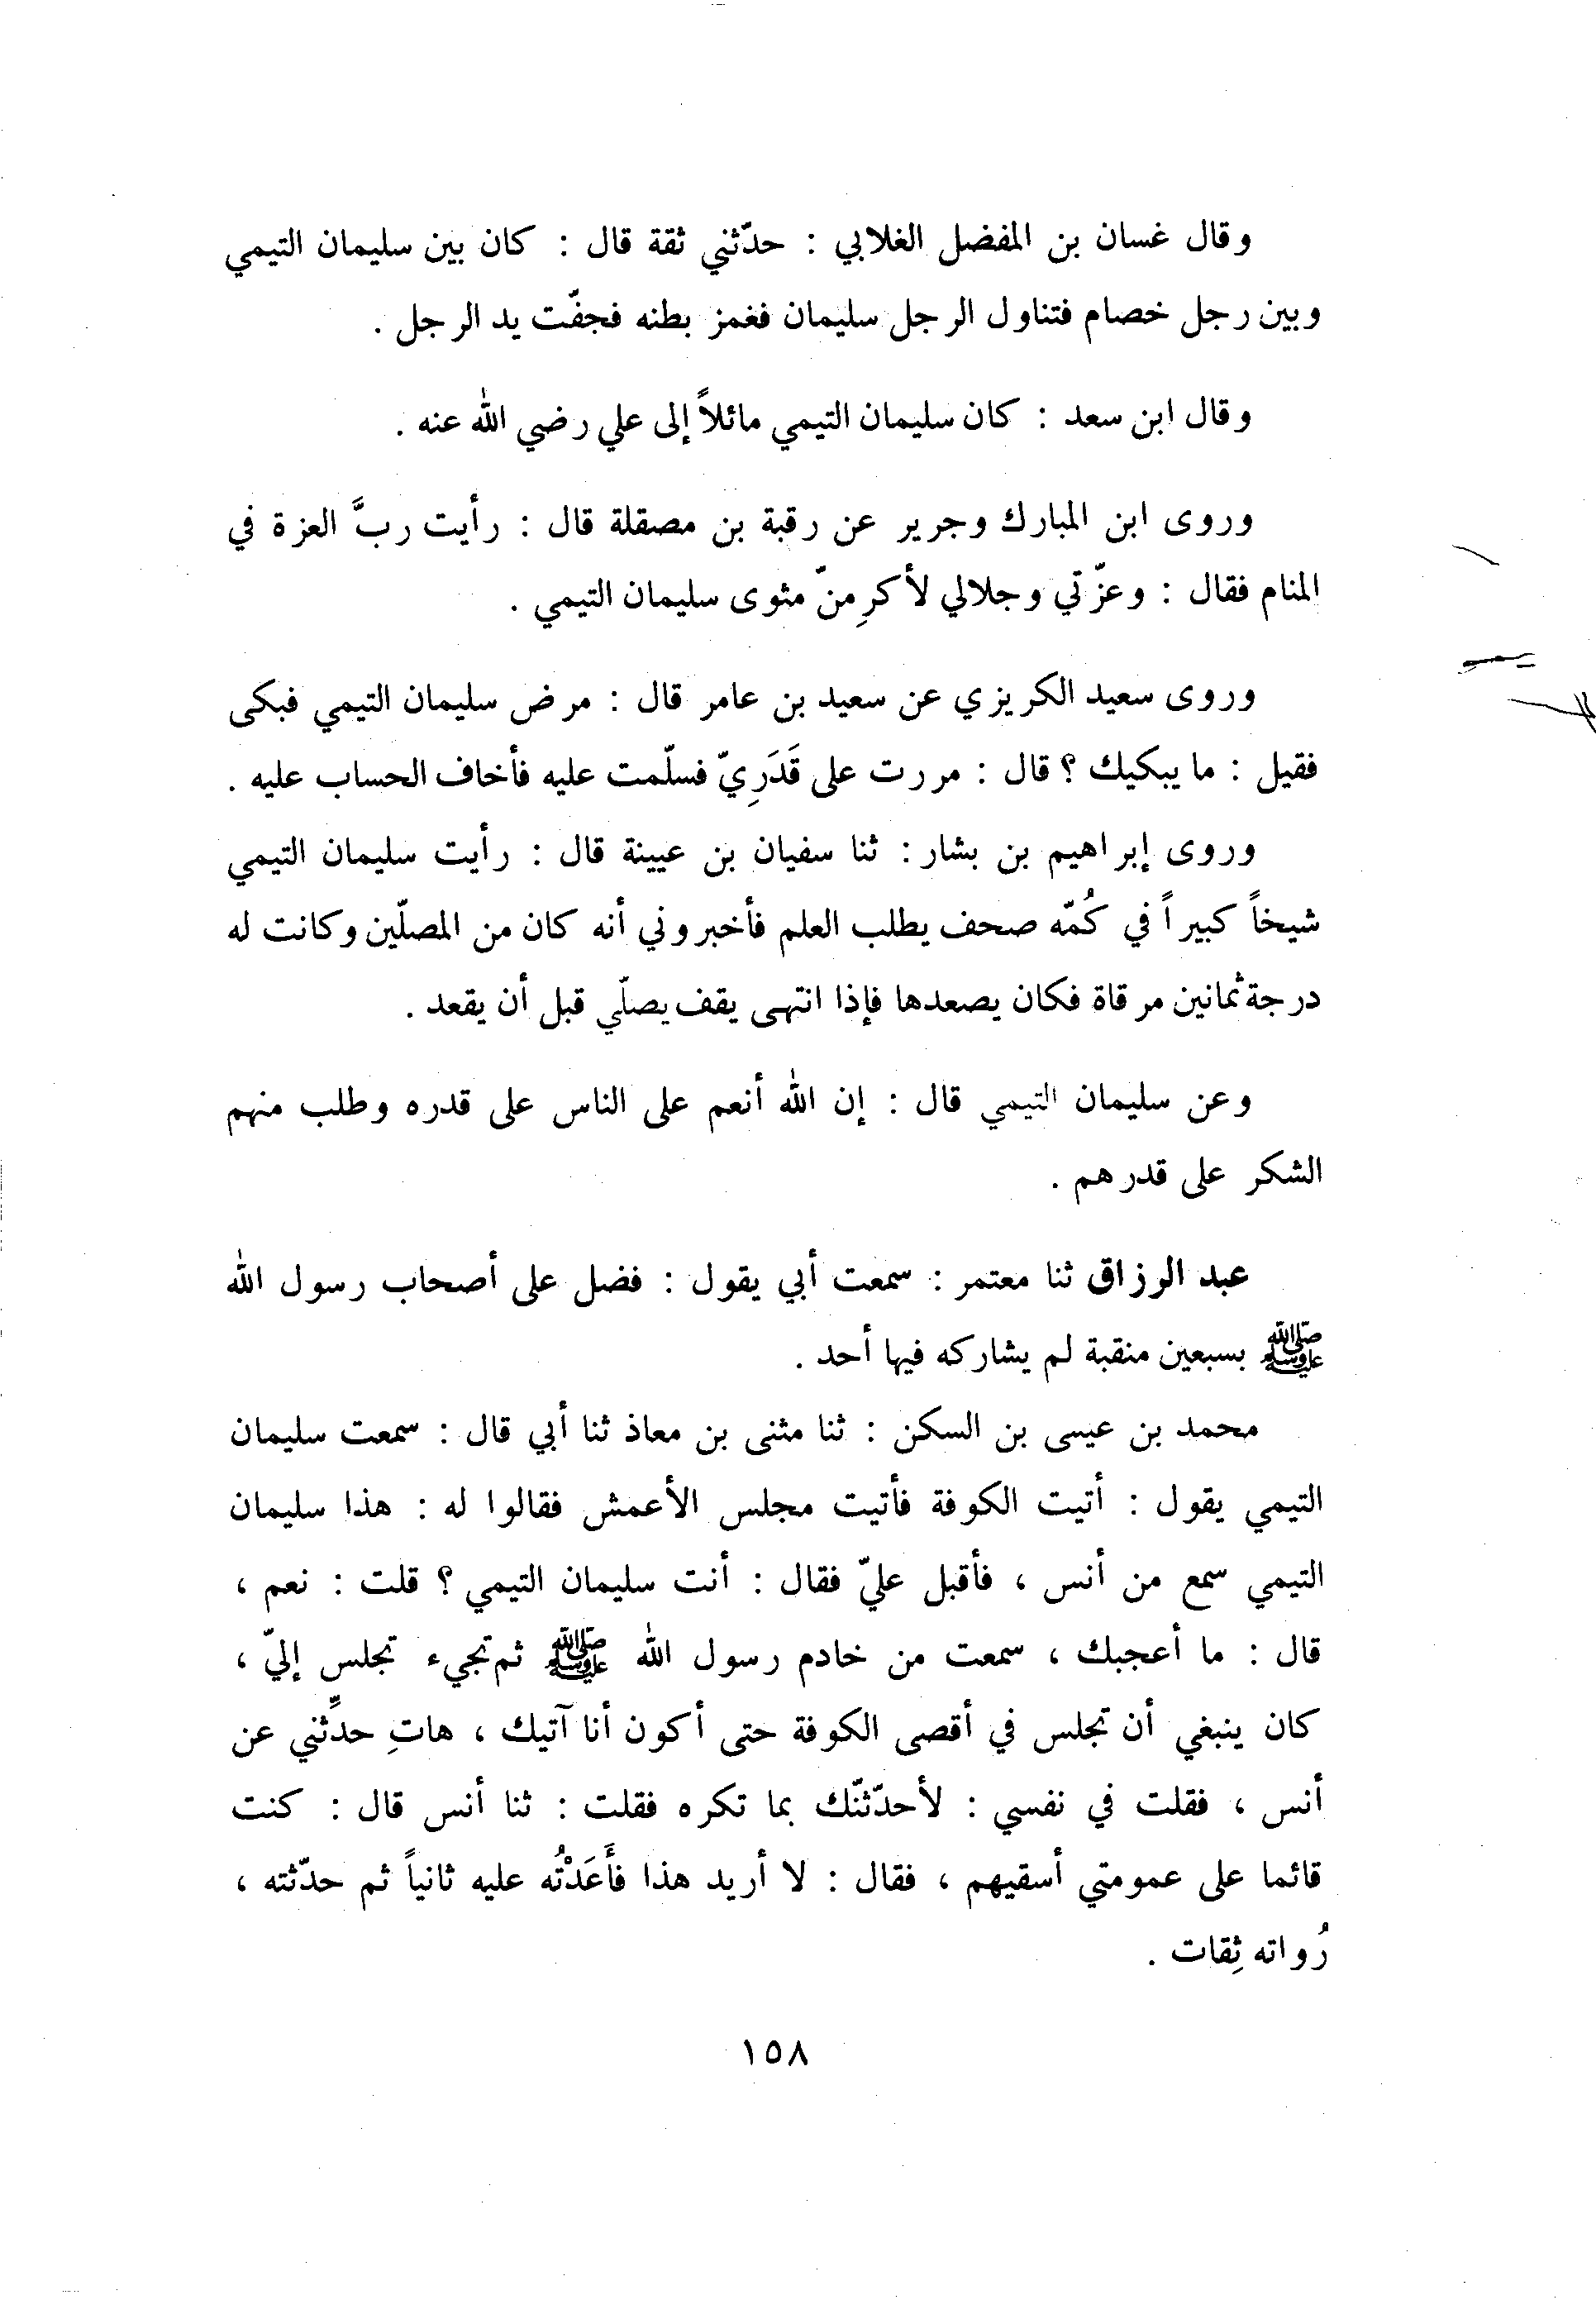 وقال غسان بن المفضل الغلابي : حدّثني ثقة قال : كان بين سليمان التيمي
وبين رجل خصام فتناول الرجل سليمان فغمز بطنه فجفّت يد الرجل .
وقال ابن سعد : كان سليمان التيمي مائلاً إلى علي رضي الله عنه .
وروى ابن المبارك وجرير عن رقبة بن مصقلة قال : رأيت ربَّ العزة في
المنام فقال : وعزّتي وجلالي لأكرِمنّ مثوى سليمان التيمي .
وروى سعيد الكريزي عن سعيد بن عامر قال : مرض سليمان التيمي فبكى
فقيل : ما يبكيك ؟ قال : مررت على قَدَرِيّ فسلّمت عليه فأخاف الحساب عليه .
وروى إبراهيم بن بشار : ثنا سفيان بن عيينة قال : رأيت سليمان التيمي
شيخاً كبيراً في كُمّه صحف يطلب العلم فأخبروني أنه كان من المصلّين وكانت له
درجة ثمانين مرقاة فكان يصعدها فإذا انتهى يقف يصلّي قبل أن يقعد .
وعن سليمان التيمي قال : إن الله أنعم على الناس على قدره وطلب منهم
الشكر على قدرهم .
عبد الرزاق ثنا معتمر : سمعت أبي يقول : فضل على أصحاب رسول الله
ﷺ بسبعين منقبة لم يشاركه فيها أحد .
محمد بن عيسى بن السكن : ثنا مثنى بن معاذ ثنا أبي قال : سمعت سليمان
التيمي يقول : أتيت الكوفة فأتيت مجلس الأعمش فقالوا له : هذا سليمان
التيمي سمع من أنس ، فأقبل عليّ فقال : أنت سليمان التيمي ؟ قلت : نعم ،
قال : ما أعجبك ، سمعت من خادم رسول الله ﷺ ثم تجيء تجلس إليّ ،
كان ينبغي أن تجلس في أقصى الكوفة حتى أكون أنا آتيك ، هاتِ حدِّثني عن
أنس ، فقلت في نفسي : لأحدّثنّك بما تكره فقلت : ثنا أنس قال : كنت
قائما على عمومتي أسقيهم ، فقال : لا أريد هذا فأَعَدْتُه عليه ثانياً ثم حدّثته ،
رُواته ثِقات .
١٥٨